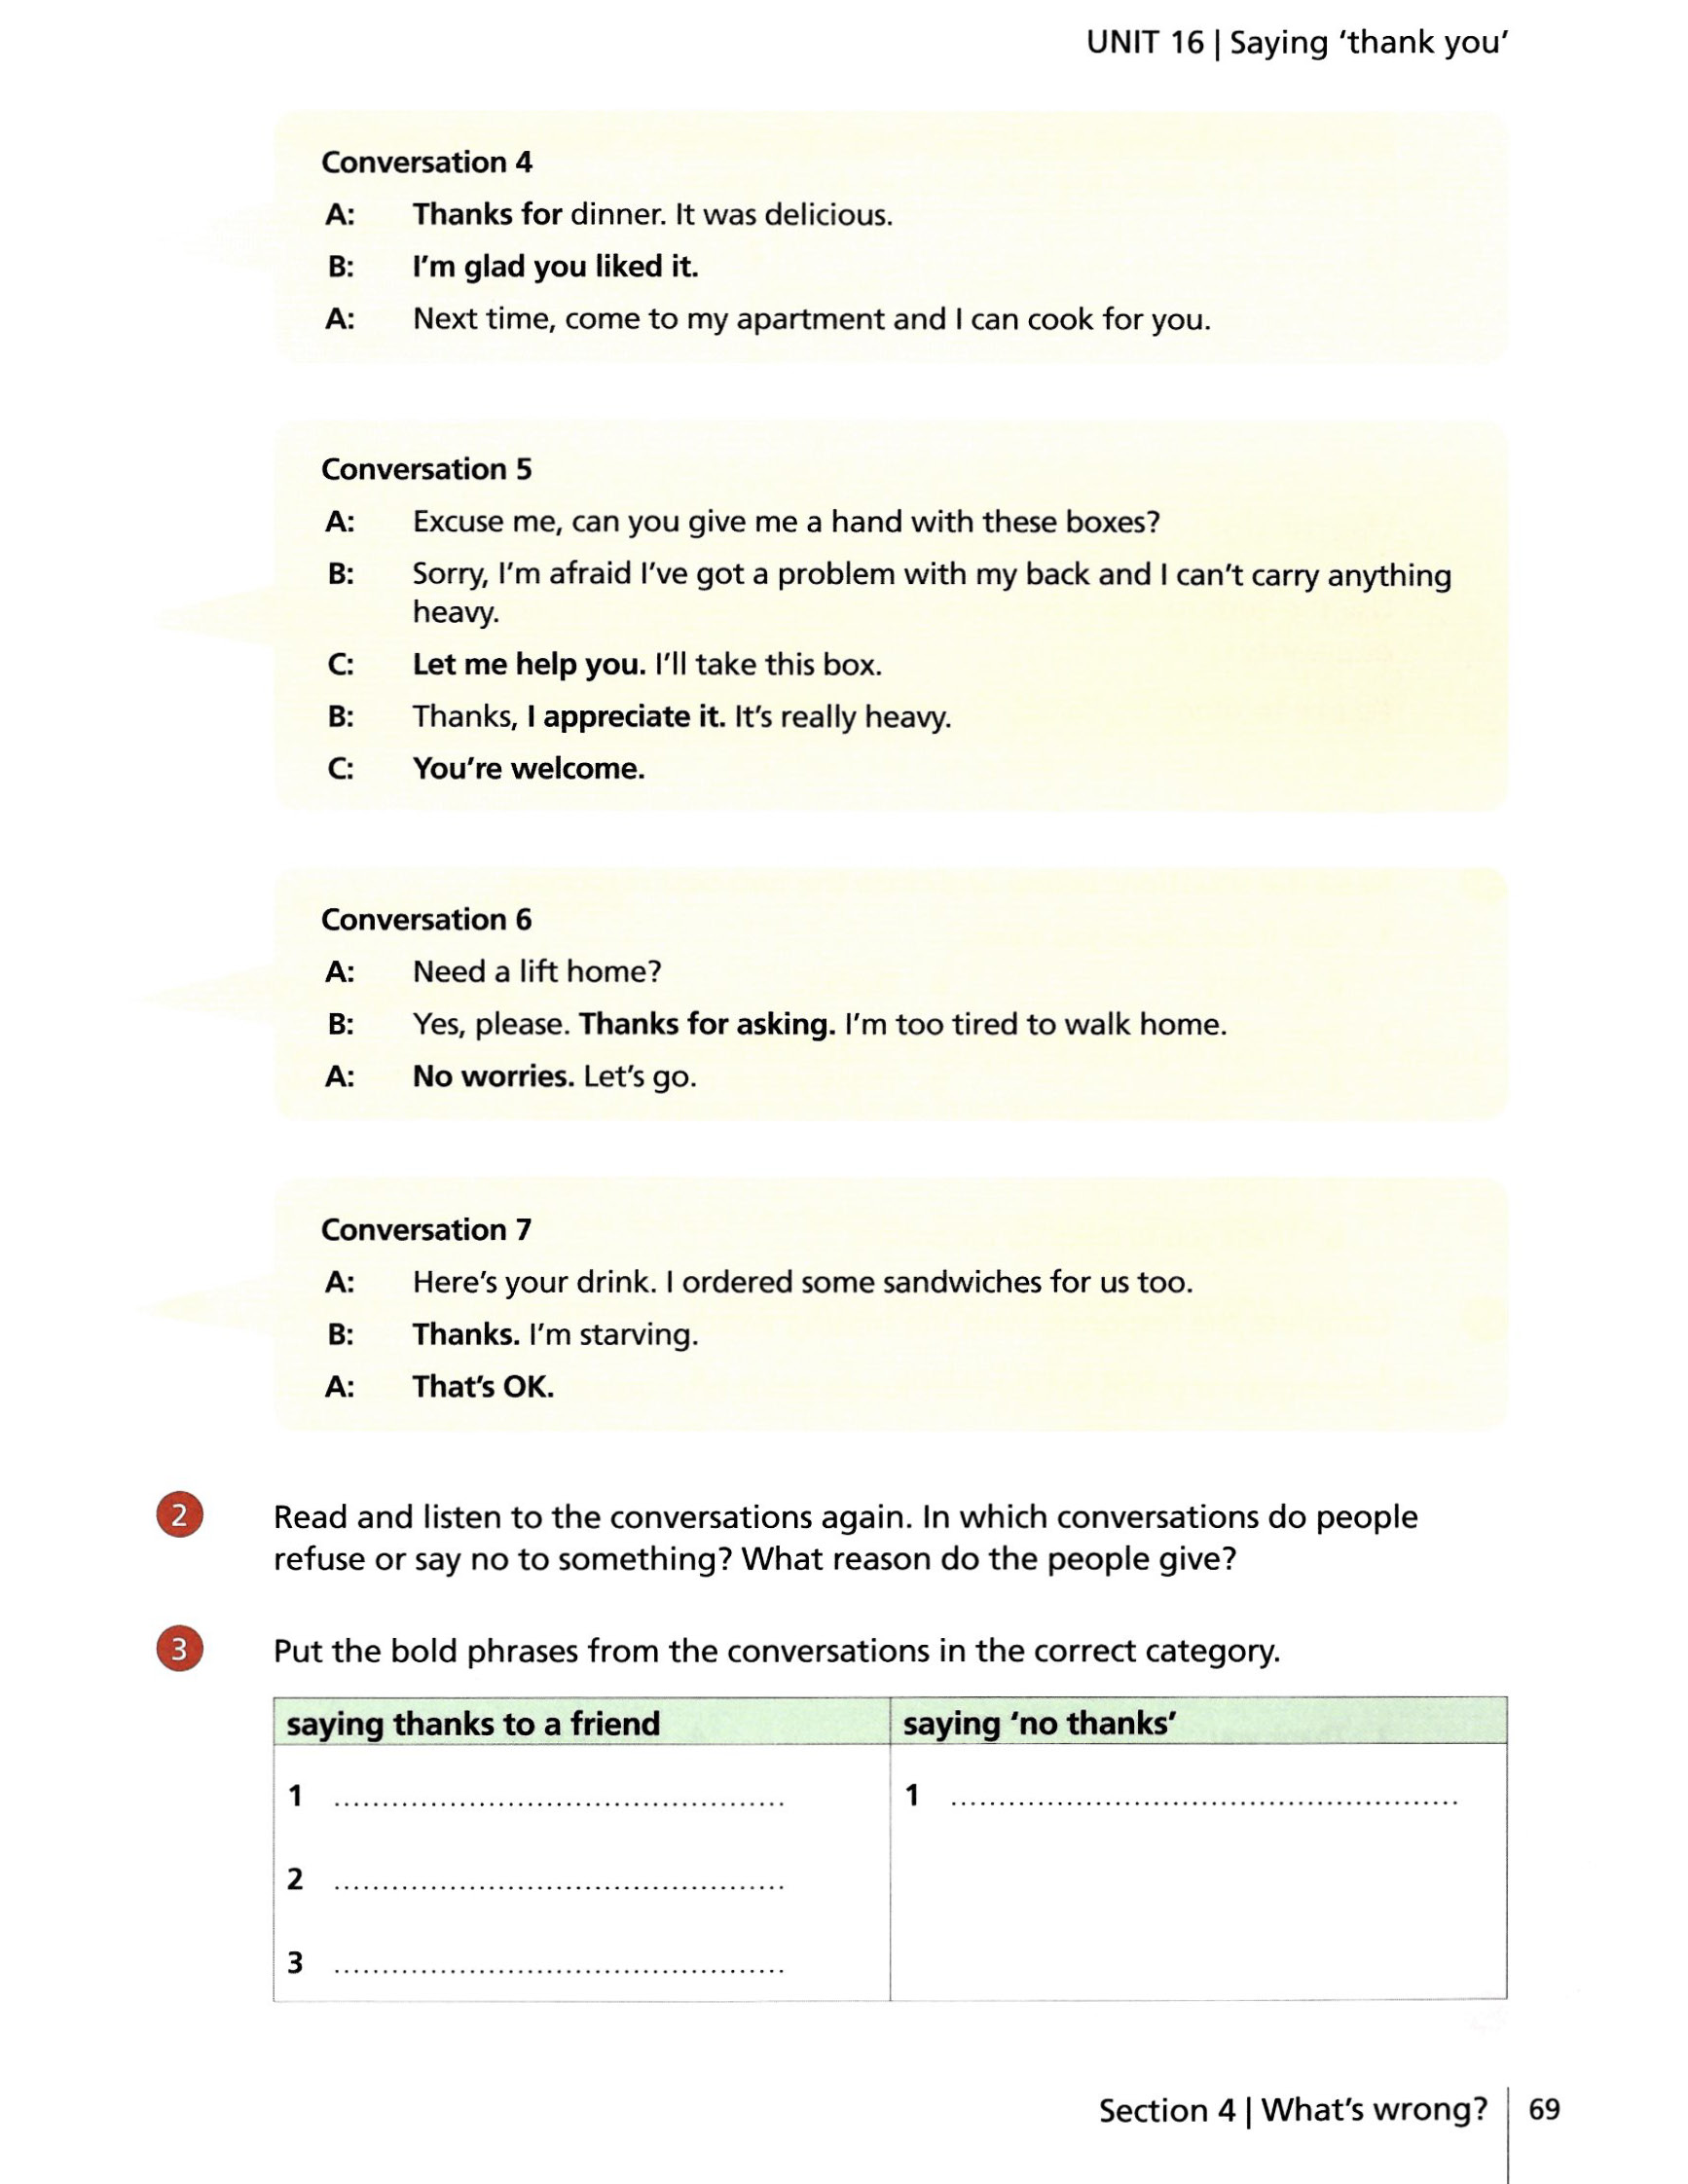 UNIT 16 | Saying ‘thank you’
Conversation 4
A: Thanks for dinner. It was delicious.
B: I’m glad you liked it.
A: Next time, come to my apartment and I can cook for you.
Conversation 5
A: Excuse me, can you give me a hand with these boxes?
B: Sorry, I’m afraid I’ve got a problem with my back and I can’t carry anything
heavy.
C: Let me help you. I’ll take this box.
B: Thanks, I appreciate it. It’s really heavy.
C: You’re welcome.
Conversation 6
A: Need a lift home?
B: Yes, please. Thanks for asking. I’m too tired to walk home.
A: No worries. Let’s go.
Conversation 7
A: Here’s your drink. I ordered some sandwiches for us too.
B: Thanks. I’m starving.
A: That’s OK.
2 Read and listen to the conversations again. In which conversations do people
refuse or say no to something? What reason do the people give?
3 Put the bold phrases from the conversations in the correct category.
saying thanks to a friend
1 ...............................................
2 ...............................................
3 ...............................................
saying ‘no thanks’
1 .....................................................
Section 4 | What’s wrong? 69